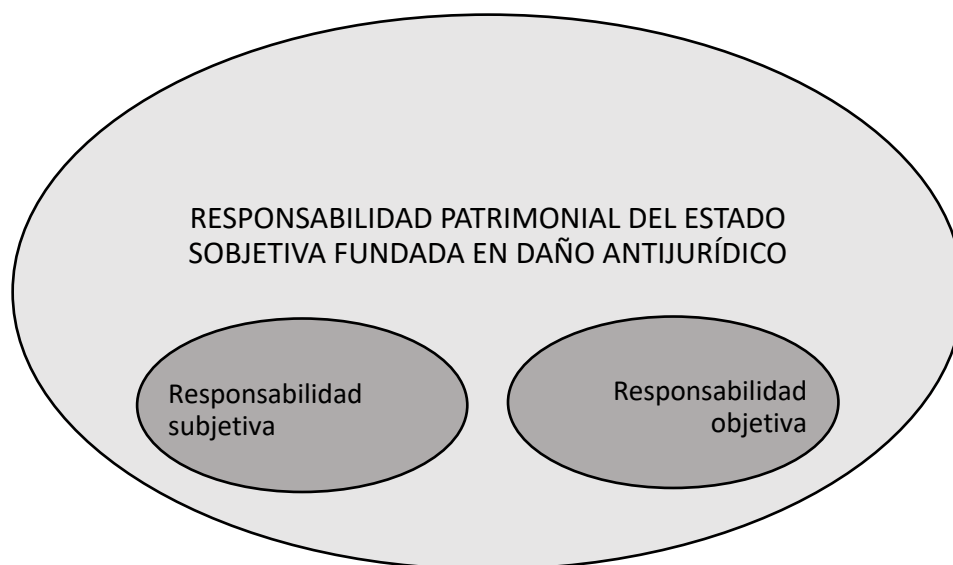 RESPONSABILIDAD PATRIMONIAL DEL ESTADO
SOBJETIVA FUNDADA EN DAÑO ANTIJURÍDICO
Responsabilidad
subjetiva
Responsabilidad
objetiva